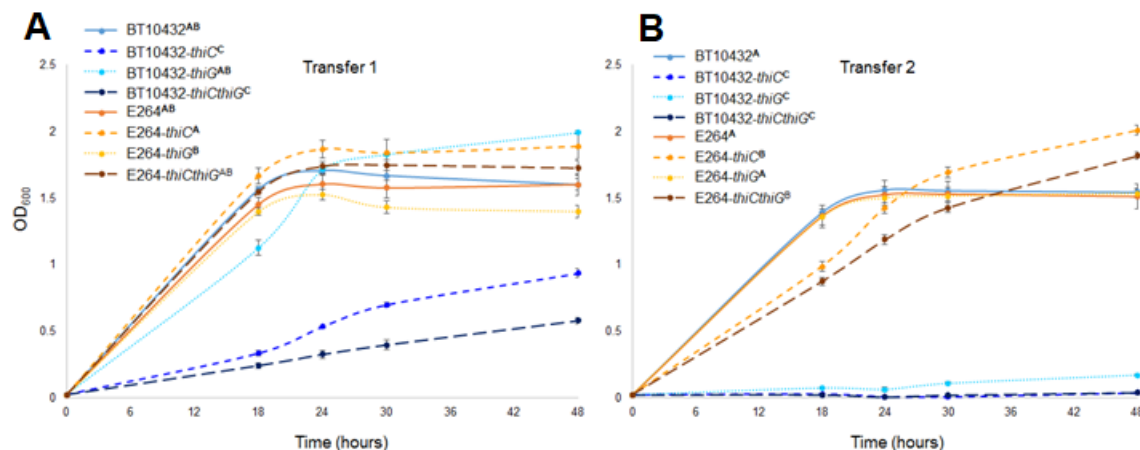 A
BT10432ᴬᴮ
BT10432-thiCᶜ
BT10432-thiGᴬᴮ
BT10432-thiCthiGᶜ
E264ᴬᴮ
E264-thiCᴬ
E264-thiGᴮ
E264-thiCthiGᴬᴮ
Transfer 1
OD₆₀₀
2.5
2
1.5
1
0.5
0
0 6 12 18 24 30 36 42 48
Time (hours)
B
BT10432ᴬ
BT10432-thiCᶜ
BT10432-thiGᶜ
BT10432-thiCthiGᶜ
E264ᴬ
E264-thiCᴮ
E264-thiGᴬ
E264-thiCthiGᴮ
Transfer 2
2.5
2
1.5
1
0.5
0
0 6 12 18 24 30 36 42 48
Time (hours)